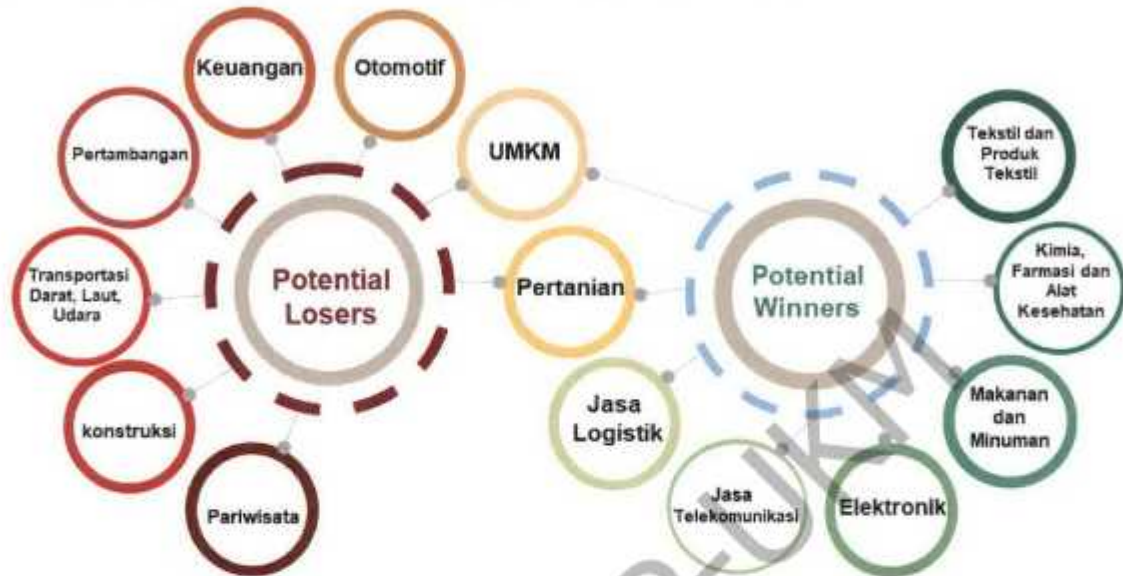 Keuangan
Otomotif
Pertambangan
UMKM
Tekstil dan
Produk
Tekstil
Transportasi
Darat, Laut,
Udara
Potential
Losers
Pertanian
Potential
Winners
Kimia,
Farmasi dan
Alat
Kesehatan
konstruksi
Jasa
Logistik
Makanan
dan
Minuman
Pariwisata
Jasa
Telekomunikasi
Elektronik